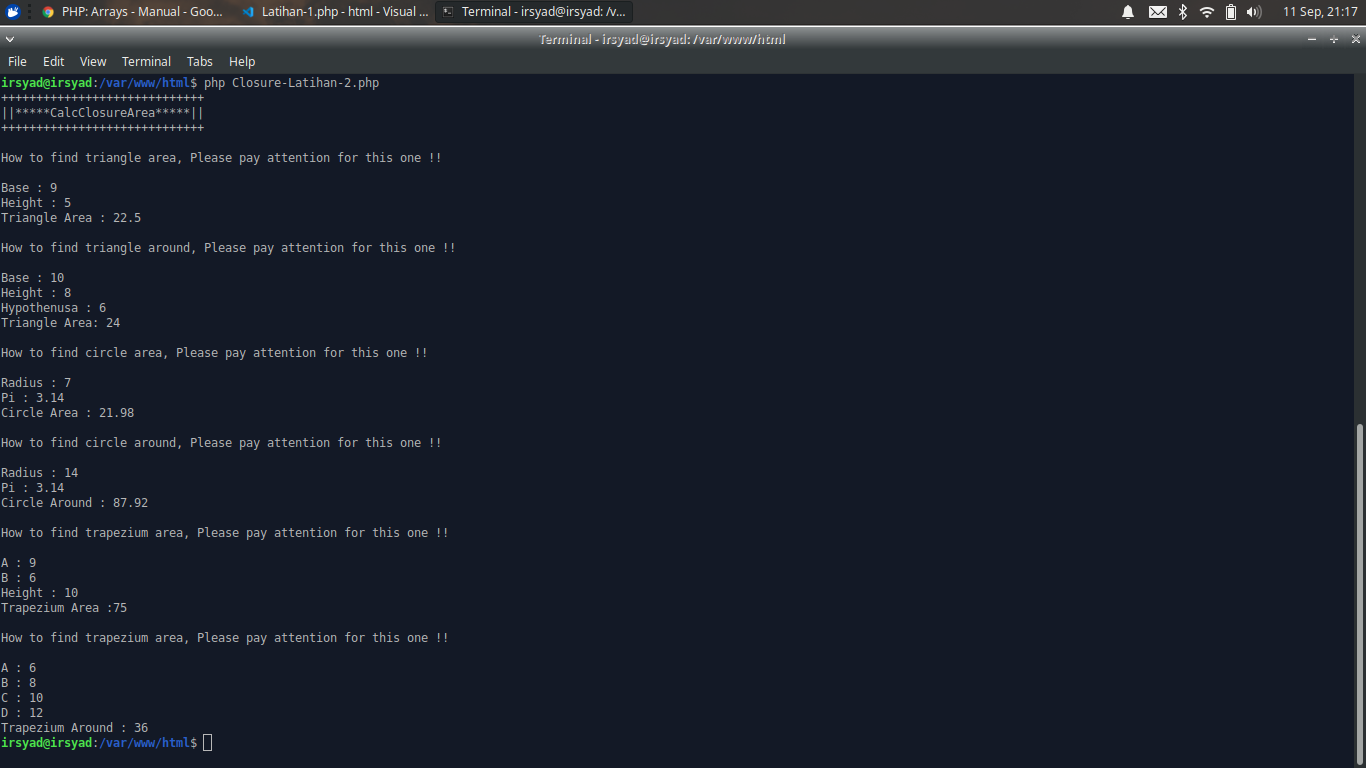 PHP: Arrays - Manual - Goo...
Latihan-1.php - html - Visual ...
Terminal - irsyad@irsyad: /v...
11 Sep, 21:17
Terminal - irsyad@irsyad: /var/www/html
File Edit View Terminal Tabs Help
irsyad@irsyad:/var/www/html$ php Closure-Latihan-2.php
+++++++++++++++++++++++++++++
||*****CalcClosureArea*****||
+++++++++++++++++++++++++++++
How to find triangle area, Please pay attention for this one !!
Base : 9
Height : 5
Triangle Area : 22.5
How to find triangle around, Please pay attention for this one !!
Base : 10
Height : 8
Hypothenusa : 6
Triangle Area: 24
How to find circle area, Please pay attention for this one !!
Radius : 7
Pi : 3.14
Circle Area : 21.98
How to find circle around, Please pay attention for this one !!
Radius : 14
Pi : 3.14
Circle Around : 87.92
How to find trapezium area, Please pay attention for this one !!
A : 9
B : 6
Height : 10
Trapezium Area :75
How to find trapezium area, Please pay attention for this one !!
A : 6
B : 8
C : 10
D : 12
Trapezium Around : 36
irsyad@irsyad:/var/www/html$